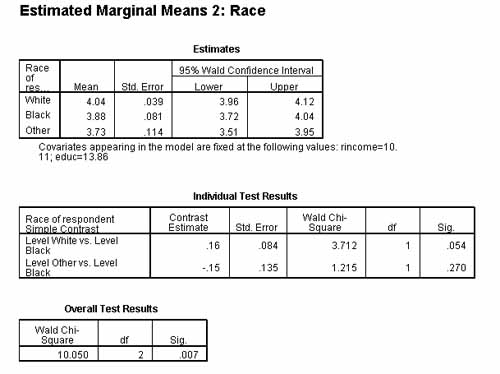 Estimated Marginal Means 2: Race
Estimates
Race of res... Mean Std. Error 95% Wald Confidence Interval
Lower Upper
White 4.04 .039 3.96 4.12
Black 3.88 .081 3.72 4.04
Other 3.73 .114 3.51 3.95
Covariates appearing in the model are fixed at the following values: rincome=10.
11; educ=13.86
Individual Test Results
Race of respondent Simple Contrast Contrast Estimate Std. Error Wald Chi-Square df Sig.
Level White vs. Level Black .16 .084 3.712 1 .054
Level Other vs. Level Black -.15 .135 1.215 1 .270
Overall Test Results
Wald Chi-Square df Sig.
10.050 2 .007